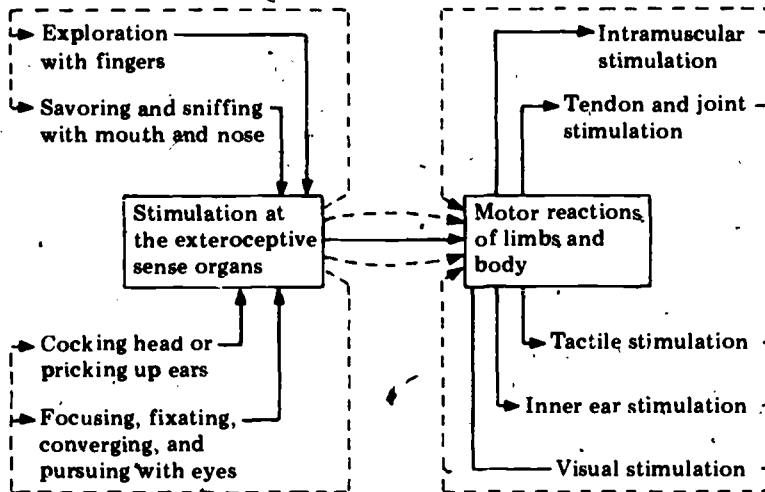 Exploration
with fingers
Savoring and sniffing
with mouth and nose
Stimulation at
the exteroceptive
sense organs
Cocking head or
pricking up ears
Focusing, fixating,
converging, and
pursuing with eyes
Intramuscular
stimulation
Tendon and joint
stimulation
Motor reactions
of limbs and
body
Tactile stimulation
Inner ear stimulation
Visual stimulation